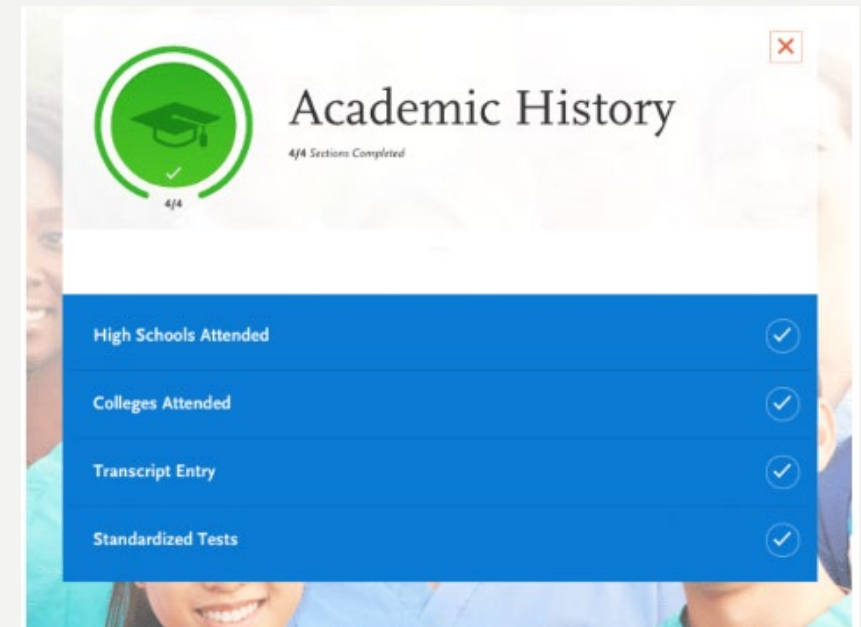 Academic History
4/4 Sections Completed
4/4
High Schools Attended
Colleges Attended
Transcript Entry
Standardized Tests